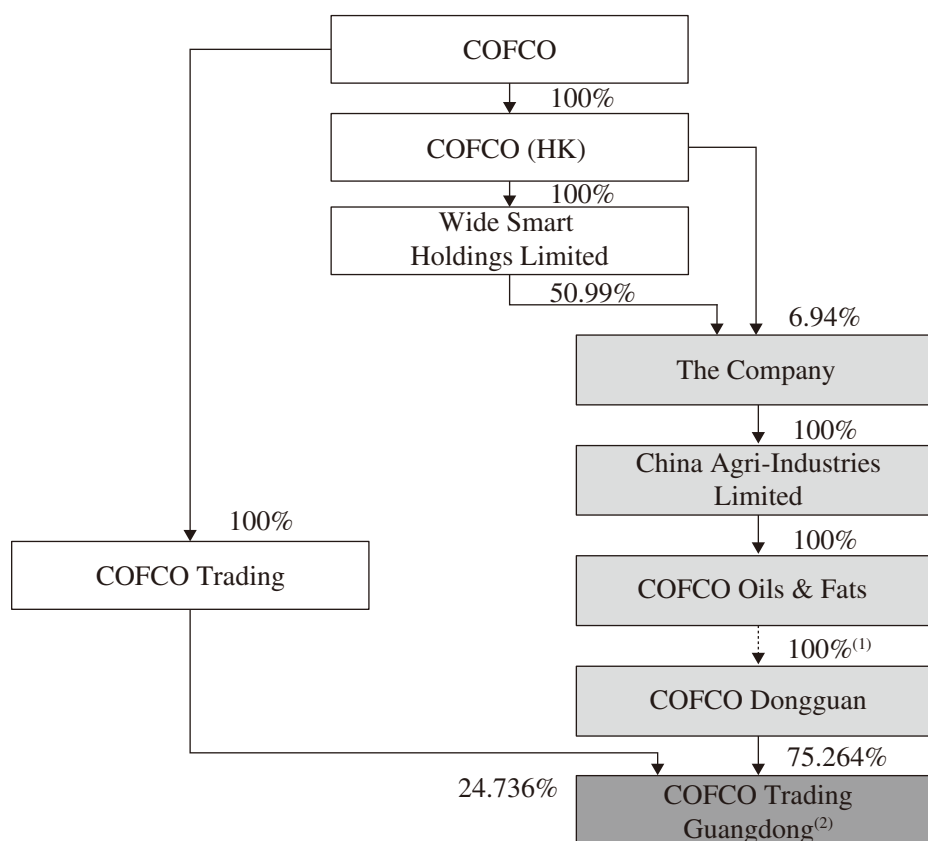 COFCO
100%
COFCO (HK)
100%
Wide Smart
Holdings Limited
50.99%
6.94%
The Company
100%
China Agri-Industries
Limited
100%
100%
COFCO Trading
COFCO Oils & Fats
100%(1)
COFCO Dongguan
75.264%
24.736%
COFCO Trading
Guangdong(2)